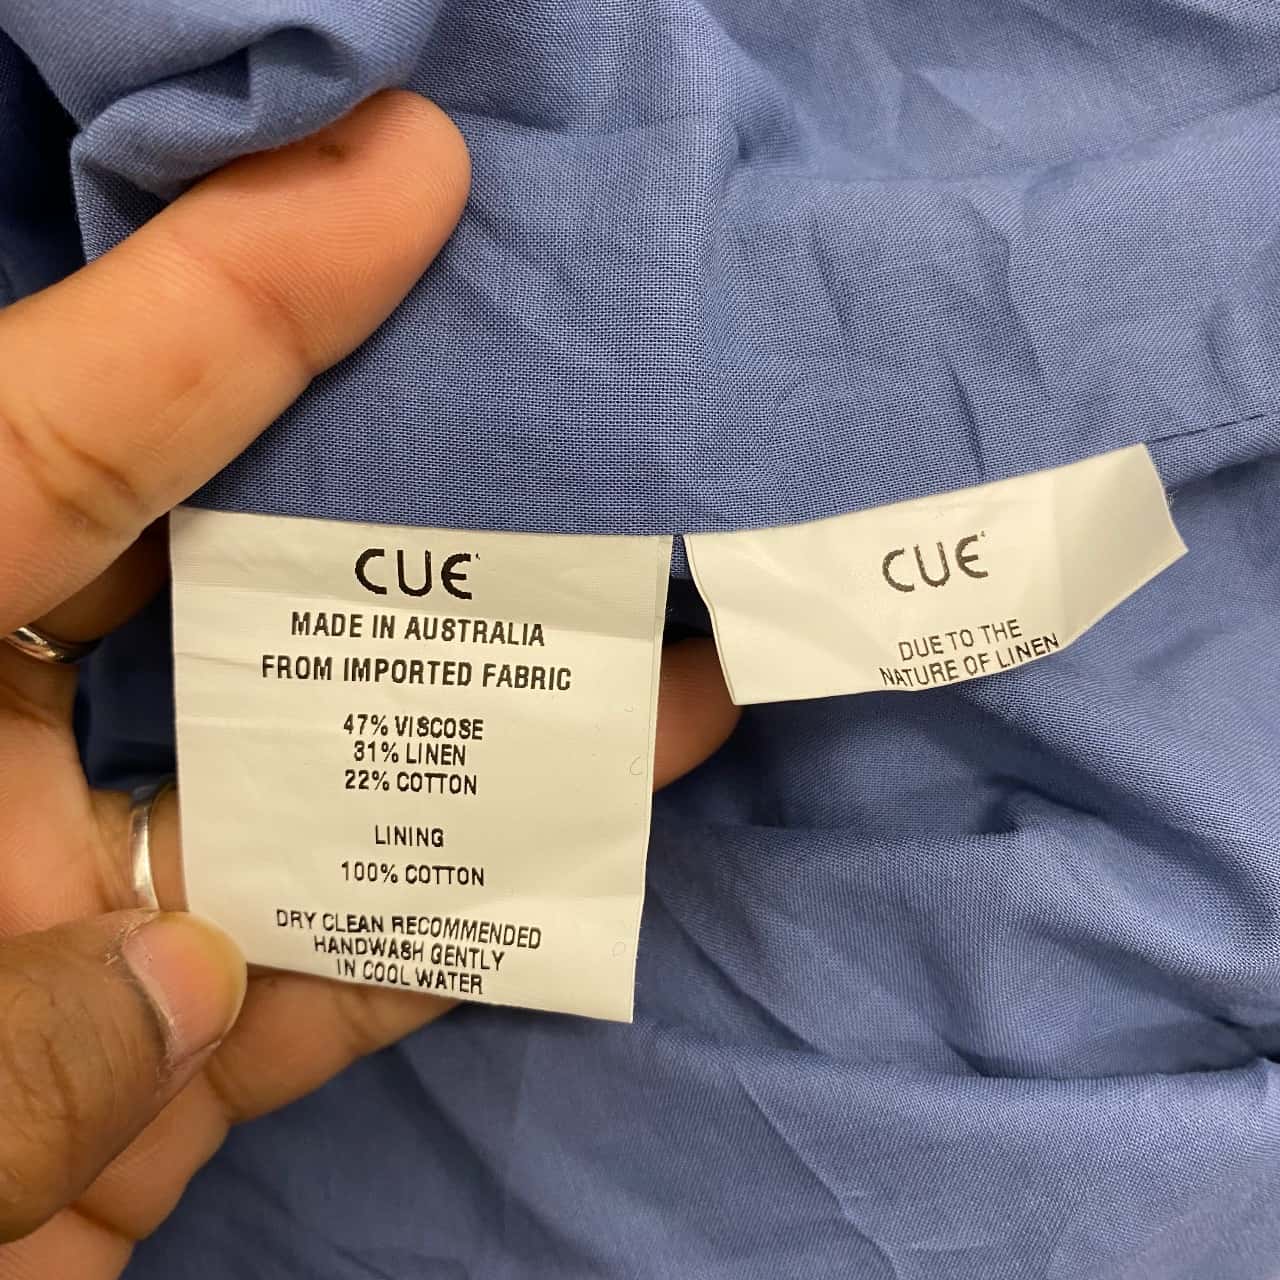 CUE
MADE IN AUSTRALIA
FROM IMPORTED FABRIC
47% VISCOSE
31% LINEN
22% COTTON
LINING
100% COTTON
DRY CLEAN RECOMMENDED
HANDWASH GENTLY
IN COOL WATER
CUE
DUE TO THE
NATURE OF LINEN